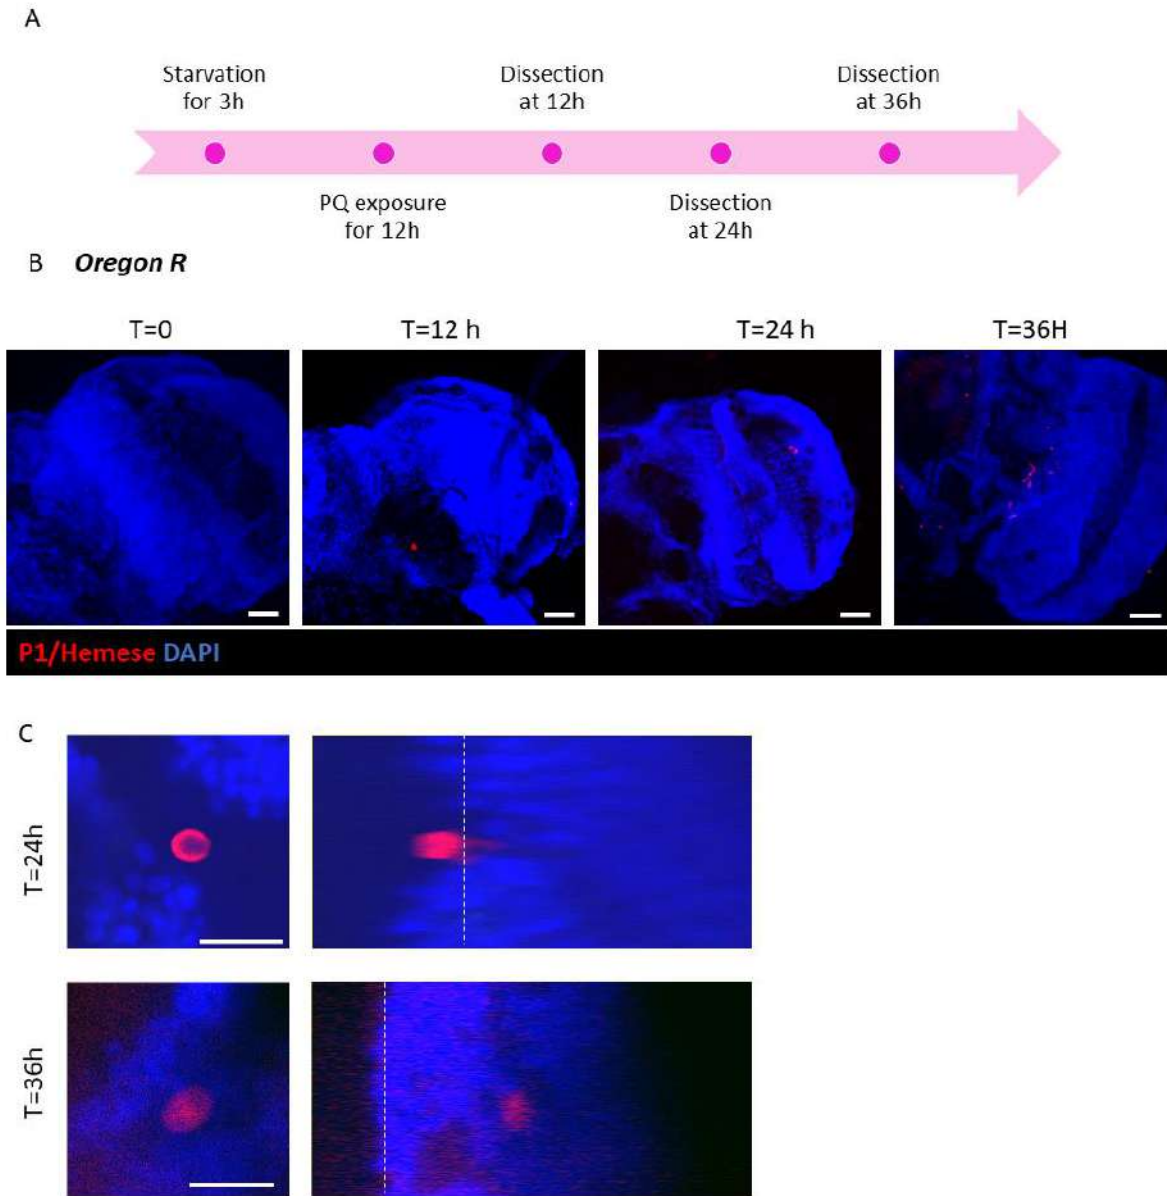 A
Starvation
for 3h
Dissection
at 12h
Dissection
at 36h
PQ exposure
for 12h
Dissection
at 24h
B Oregon R
T=0
T=12 h
T=24 h
T=36H
P1/Hemese DAPI
C
T=24h
T=36h